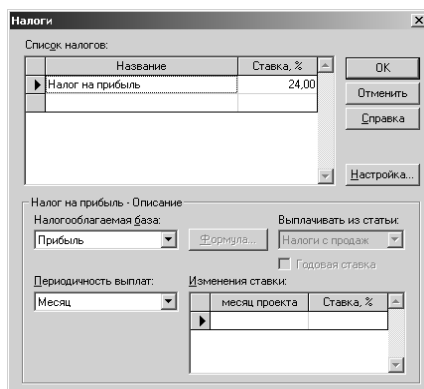 Налоги
Список налогов:
Название Ставка, %
Налог на прибыль 24,00
OK
Отменить
Справка
Настройка...
Налог на прибыль - Описание
Налогооблагаемая база: Выплачивать из статьи:
Прибыль Формула... Налоги с продаж
Годовая ставка
Периодичность выплат: Изменения ставки:
Месяц месяц проекта Ставка, %